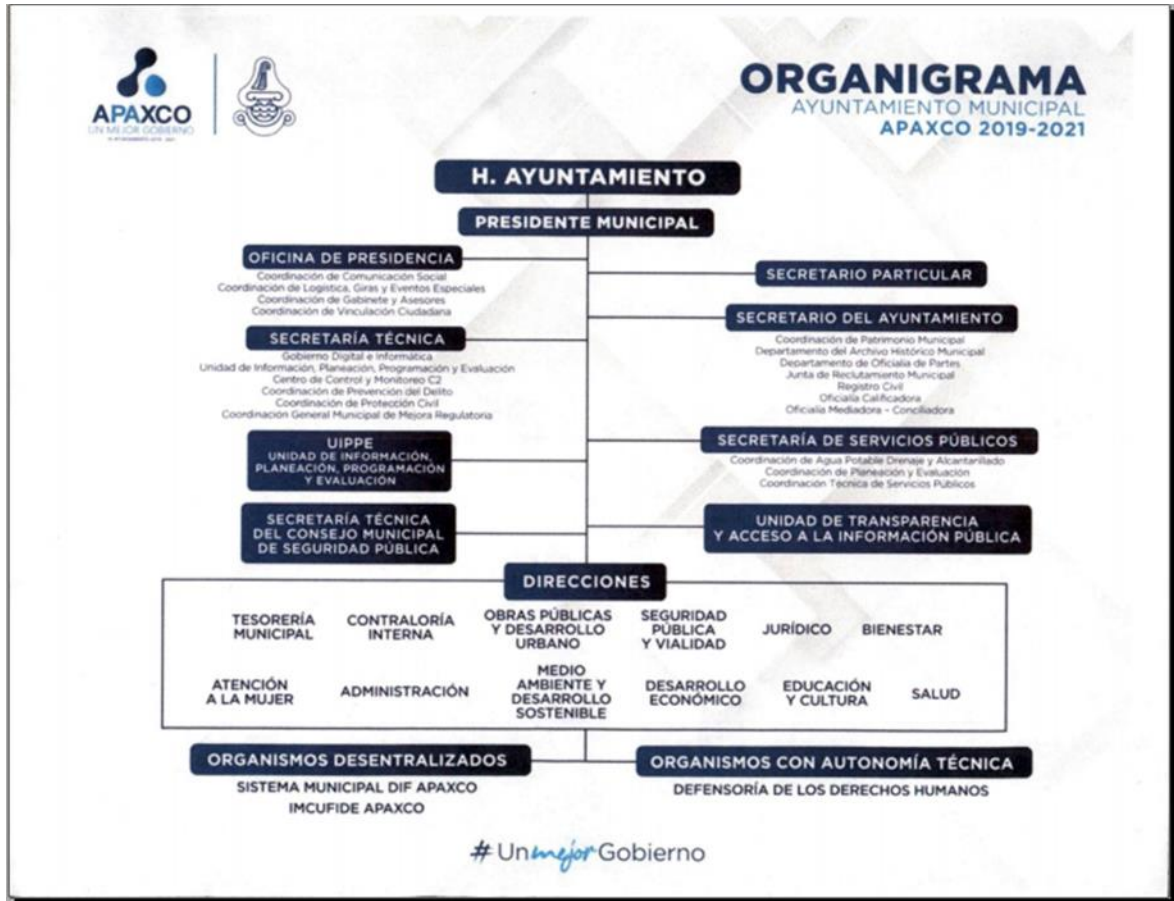 APAXCO
UN MEJOR GOBIERNO
ORGANIGRAMA
AYUNTAMIENTO MUNICIPAL
APAXCO 2019-2021
H. AYUNTAMIENTO
PRESIDENTE MUNICIPAL
OFICINA DE PRESIDENCIA
Coordinación de Comunicación Social
Coordinación de Logística, Giras y Eventos Especiales
Coordinación de Gabinete y Asesores
Coordinación de Vinculación Ciudadana
SECRETARIO PARTICULAR
SECRETARÍA TÉCNICA
Gobierno Digital e Informática
Unidad de Información, Planeación, Programación y Evaluación
Centro de Control y Monitoreo C2
Coordinación de Prevención del Delito
Coordinación de Protección Civil
Coordinación General Municipal de Mejora Regulatoria
SECRETARIO DEL AYUNTAMIENTO
Coordinación de Patrimonio Municipal
Departamento del Archivo Histórico Municipal
Departamento de Oficialía de Partes
Junta de Reclutamiento Municipal
Registro Civil
Oficialía Calificadora
Oficialía Mediadora - Conciliadora
UIPPE
UNIDAD DE INFORMACIÓN,
PLANEACIÓN, PROGRAMACIÓN
Y EVALUACIÓN
SECRETARÍA DE SERVICIOS PÚBLICOS
Coordinación de Agua Potable Drenaje y Alcantarillado
Coordinación de Planeación y Evaluación
Coordinación Técnica de Servicios Públicos
SECRETARÍA TÉCNICA
DEL CONSEJO MUNICIPAL
DE SEGURIDAD PÚBLICA
UNIDAD DE TRANSPARENCIA
Y ACCESO A LA INFORMACIÓN PÚBLICA
DIRECCIONES
TESORERÍA
MUNICIPAL
CONTRALORÍA
INTERNA
OBRAS PÚBLICAS
Y DESARROLLO
URBANO
SEGURIDAD
PÚBLICA
Y VIALIDAD
JURÍDICO
BIENESTAR
ATENCIÓN
A LA MUJER
ADMINISTRACIÓN
MEDIO
AMBIENTE Y
DESARROLLO
SOSTENIBLE
DESARROLLO
ECONÓMICO
EDUCACIÓN
Y CULTURA
SALUD
ORGANISMOS DESENTRALIZADOS
SISTEMA MUNICIPAL DIF APAXCO
IMCUFIDE APAXCO
ORGANISMOS CON AUTONOMÍA TÉCNICA
DEFENSORÍA DE LOS DERECHOS HUMANOS
#UnmejorGobierno